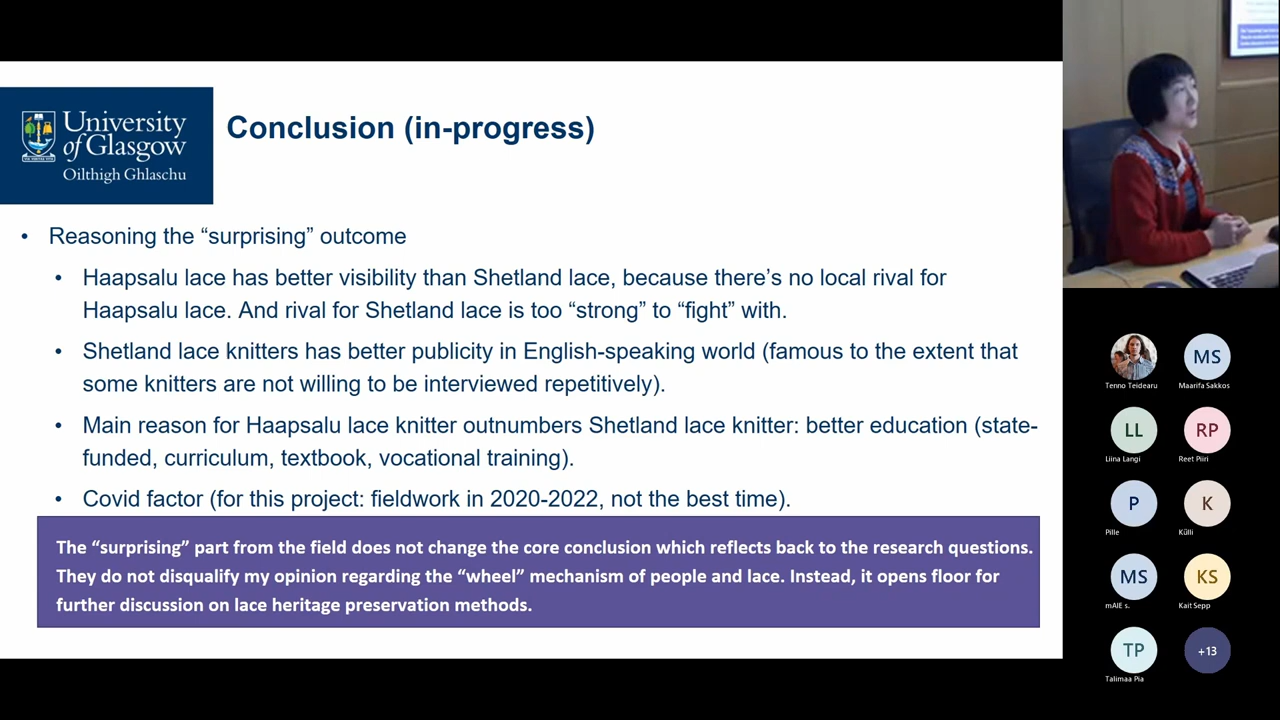 University
of Glasgow
Oilthigh Ghlaschu
Conclusion (in-progress)
• Reasoning the “surprising” outcome
• Haapsalu lace has better visibility than Shetland lace, because there’s no local rival for
Haapsalu lace. And rival for Shetland lace is too “strong” to “fight” with.
• Shetland lace knitters has better publicity in English-speaking world (famous to the extent that
some knitters are not willing to be interviewed repetitively).
• Main reason for Haapsalu lace knitter outnumbers Shetland lace knitter: better education (state-
funded, curriculum, textbook, vocational training).
• Covid factor (for this project: fieldwork in 2020-2022, not the best time).
The “surprising” part from the field does not change the core conclusion which reflects back to the research questions.
They do not disqualify my opinion regarding the “wheel” mechanism of people and lace. Instead, it opens floor for
further discussion on lace heritage preservation methods.
Tenno Teidearu
MS
Maarifa Sakkos
LL
Liina Langi
RP
Reet Piiri
P
Pille
K
Külli
MS
mAIE s.
KS
Kait Sepp
TP
Talimaa Pia
+13